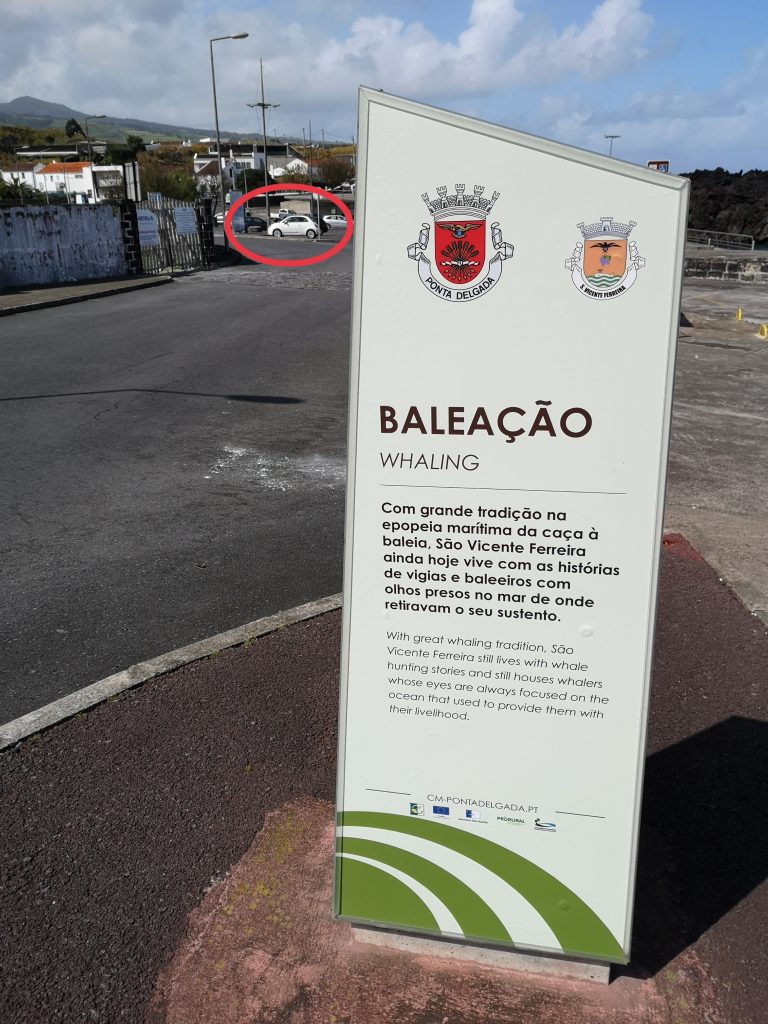 PONTA DELGADA
S. VICENTE FERREIRA
BALEAÇÃO
WHALING
Com grande tradição na
epopeia marítima da caça à
baleia, São Vicente Ferreira
ainda hoje vive com as histórias
de vigias e baleeiros com
olhos presos no mar de onde
retiravam o seu sustento.
With great whaling tradition, São
Vicente Ferreira still lives with whale
hunting stories and still houses whalers
whose eyes are always focused on the
ocean that used to provide them with
their livelihood.
CM-PONTADELGADA.PT
PRORURAL